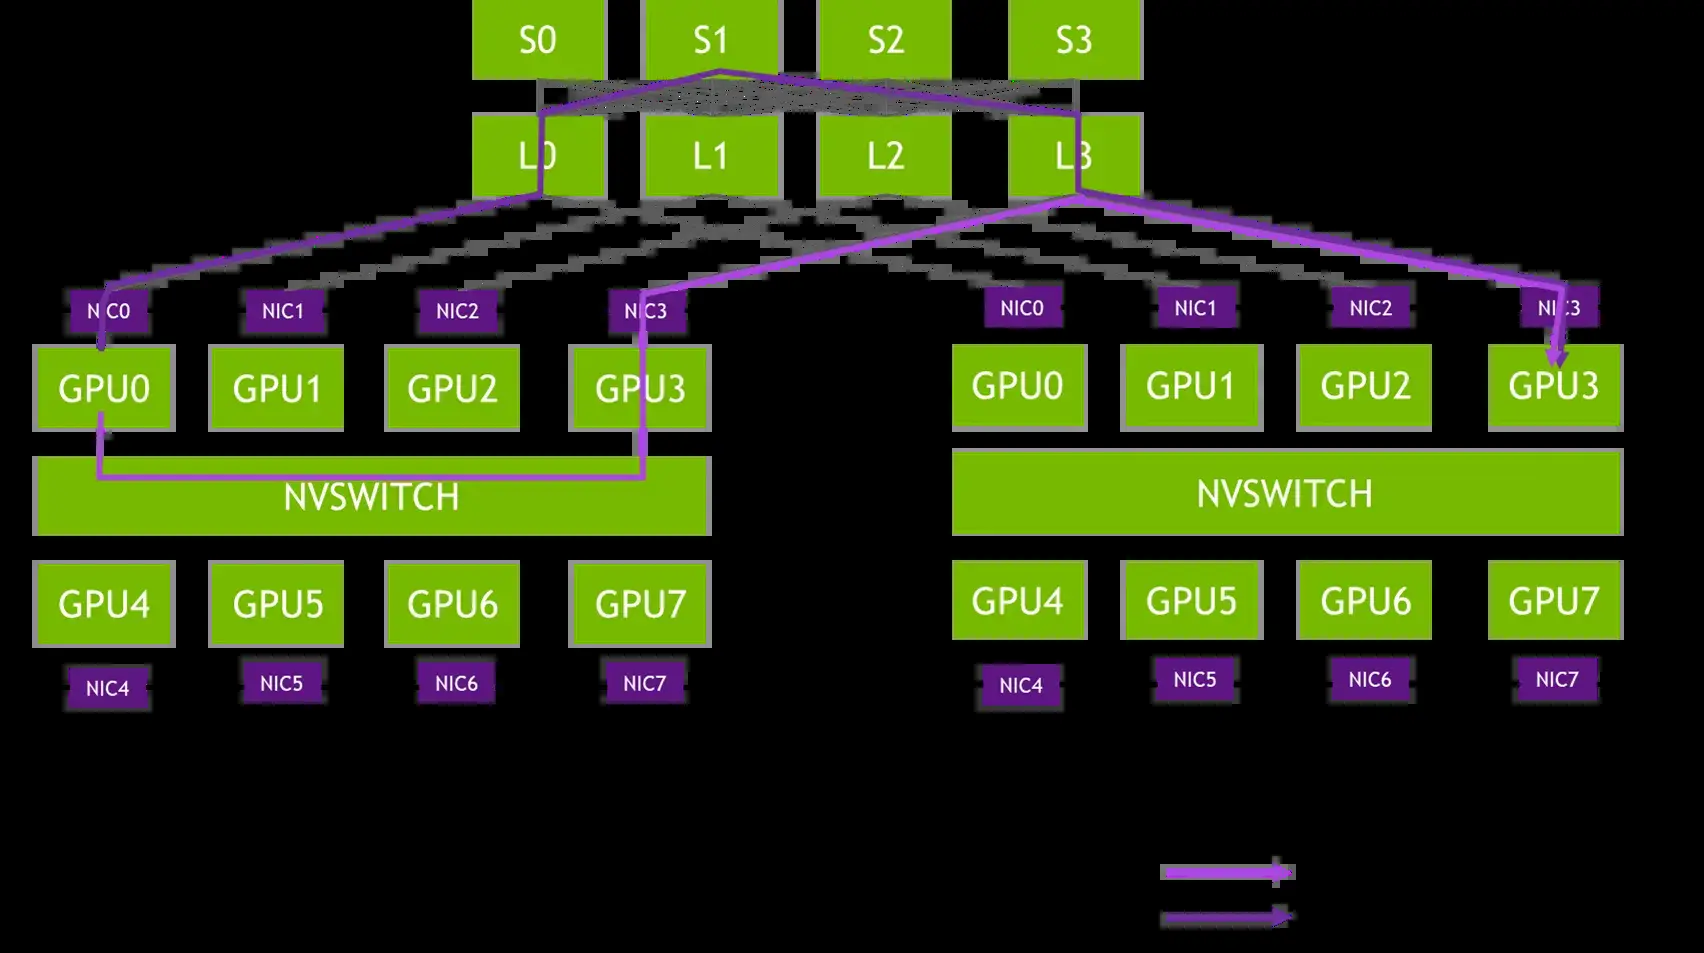 S0 S1 S2 S3
L0 L1 L2 L3
NIC0 NIC1 NIC2 NIC3 NIC0 NIC1 NIC2 NIC3
GPU0 GPU1 GPU2 GPU3 GPU0 GPU1 GPU2 GPU3
NVSWITCH NVSWITCH
GPU4 GPU5 GPU6 GPU7 GPU4 GPU5 GPU6 GPU7
NIC4 NIC5 NIC6 NIC7 NIC4 NIC5 NIC6 NIC7